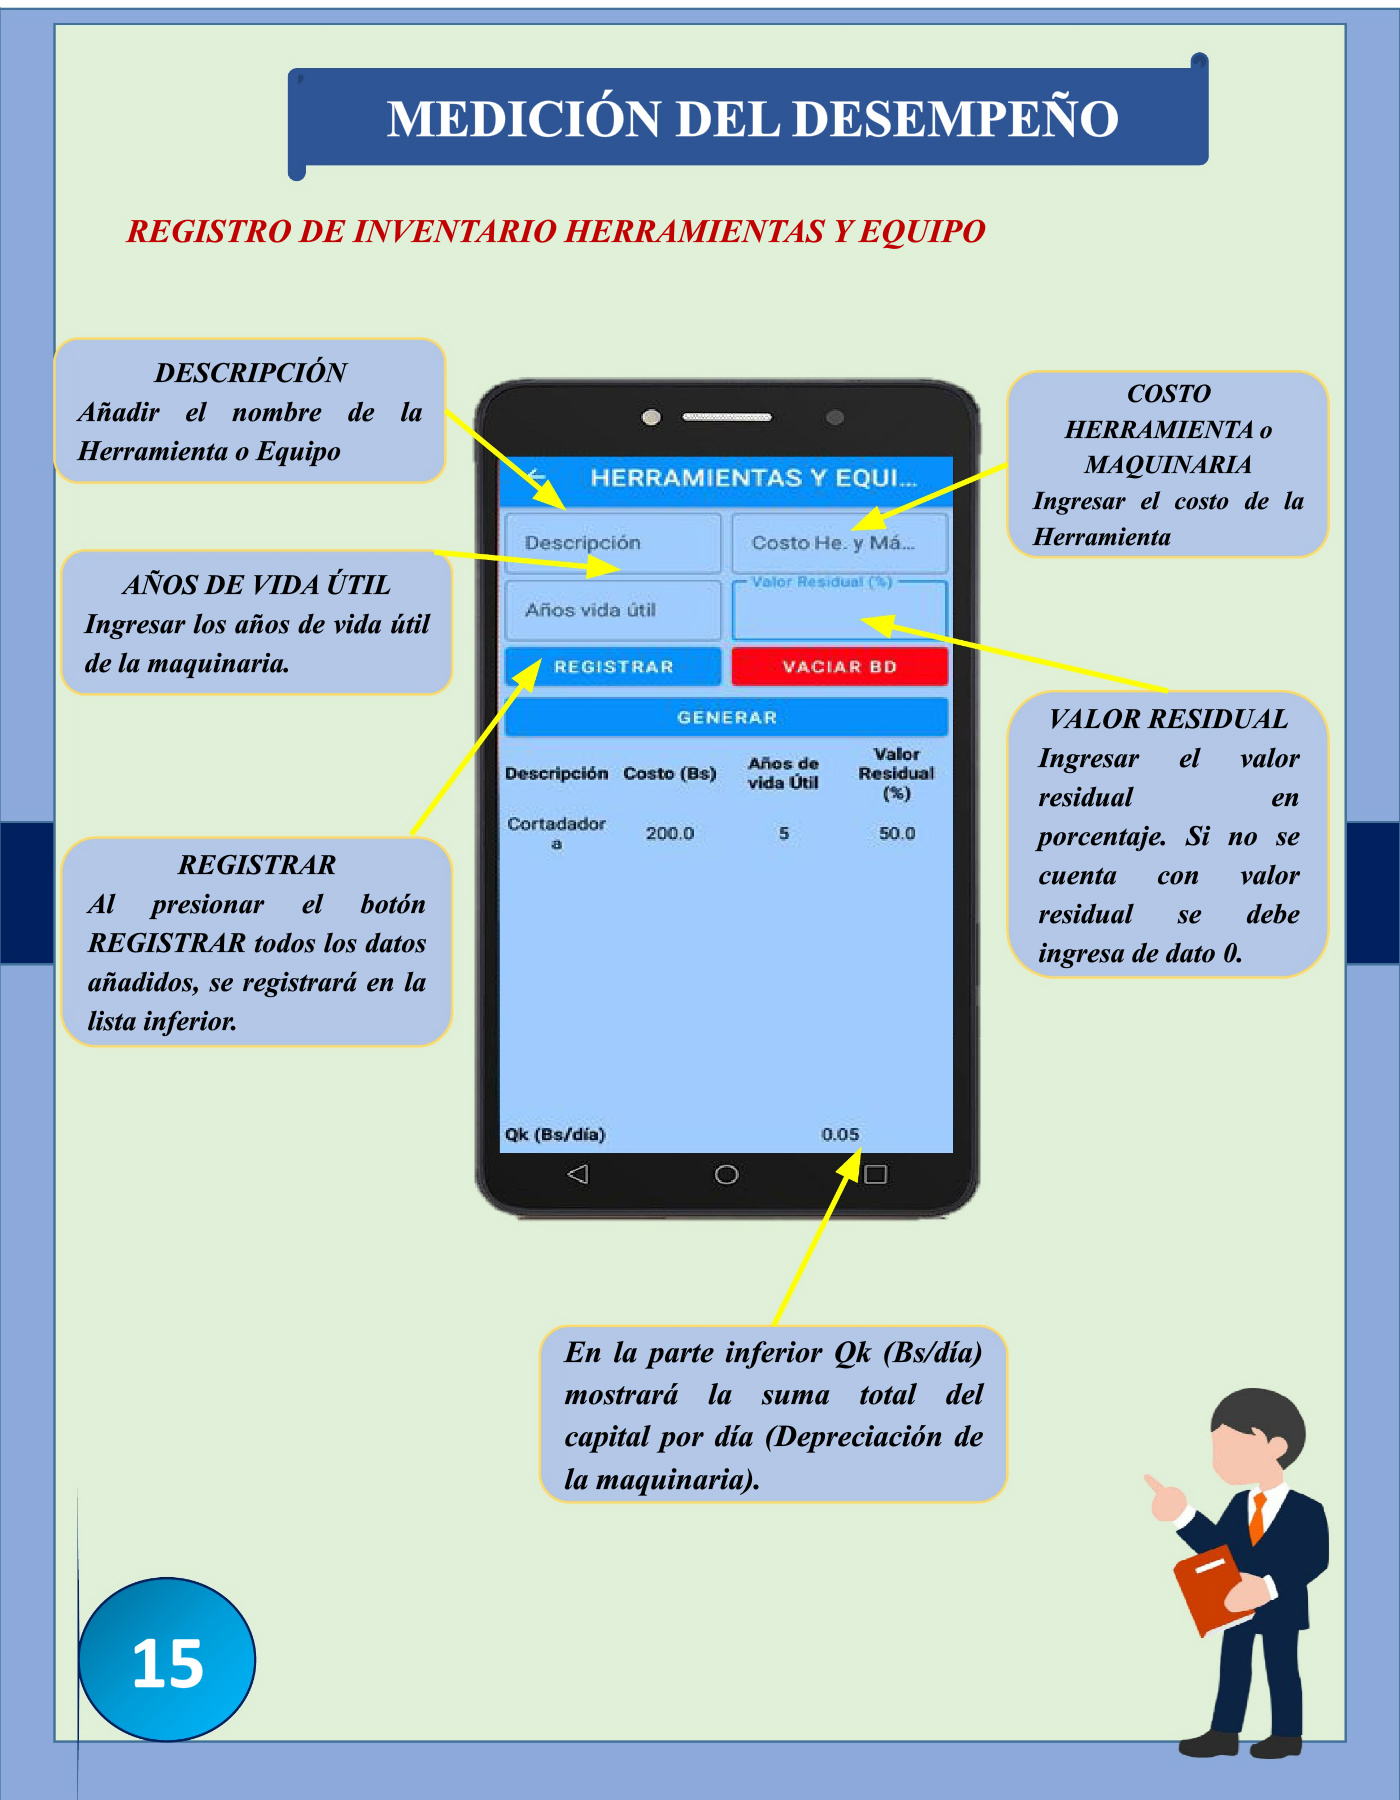 MEDICIÓN DEL DESEMPEÑO
REGISTRO DE INVENTARIO HERRAMIENTAS Y EQUIPO
DESCRIPCIÓN
Añadir el nombre de la
Herramienta o Equipo
AÑOS DE VIDA ÚTIL
Ingresar los años de vida útil
de la maquinaria.
REGISTRAR
Al presionar el botón
REGISTRAR todos los datos
añadidos, se registrará en la
lista inferior.
HERRAMIENTAS Y EQUI...
Descripción
Costo He. y Má...
Años vida útil
Valor Residual (%)
REGISTRAR
VACIAR BD
GENERAR
Descripción Costo (Bs) Años de vida Útil Valor Residual (%)
Cortadador
a 200.0 5 50.0
Qk (Bs/día) 0.05
COSTO
HERRAMIENTA o
MAQUINARIA
Ingresar el costo de la
Herramienta
VALOR RESIDUAL
Ingresar el valor
residual en
porcentaje. Si no se
cuenta con valor
residual se debe
ingresa de dato 0.
En la parte inferior Qk (Bs/día)
mostrará la suma total del
capital por día (Depreciación de
la maquinaria).
15